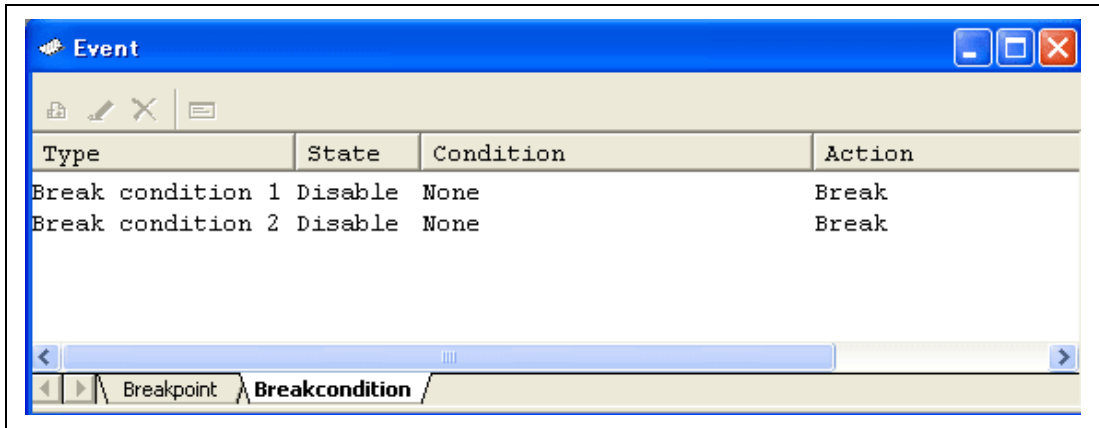 Event
Type State Condition Action
Break condition 1 Disable None Break
Break condition 2 Disable None Break
Breakpoint Breakcondition